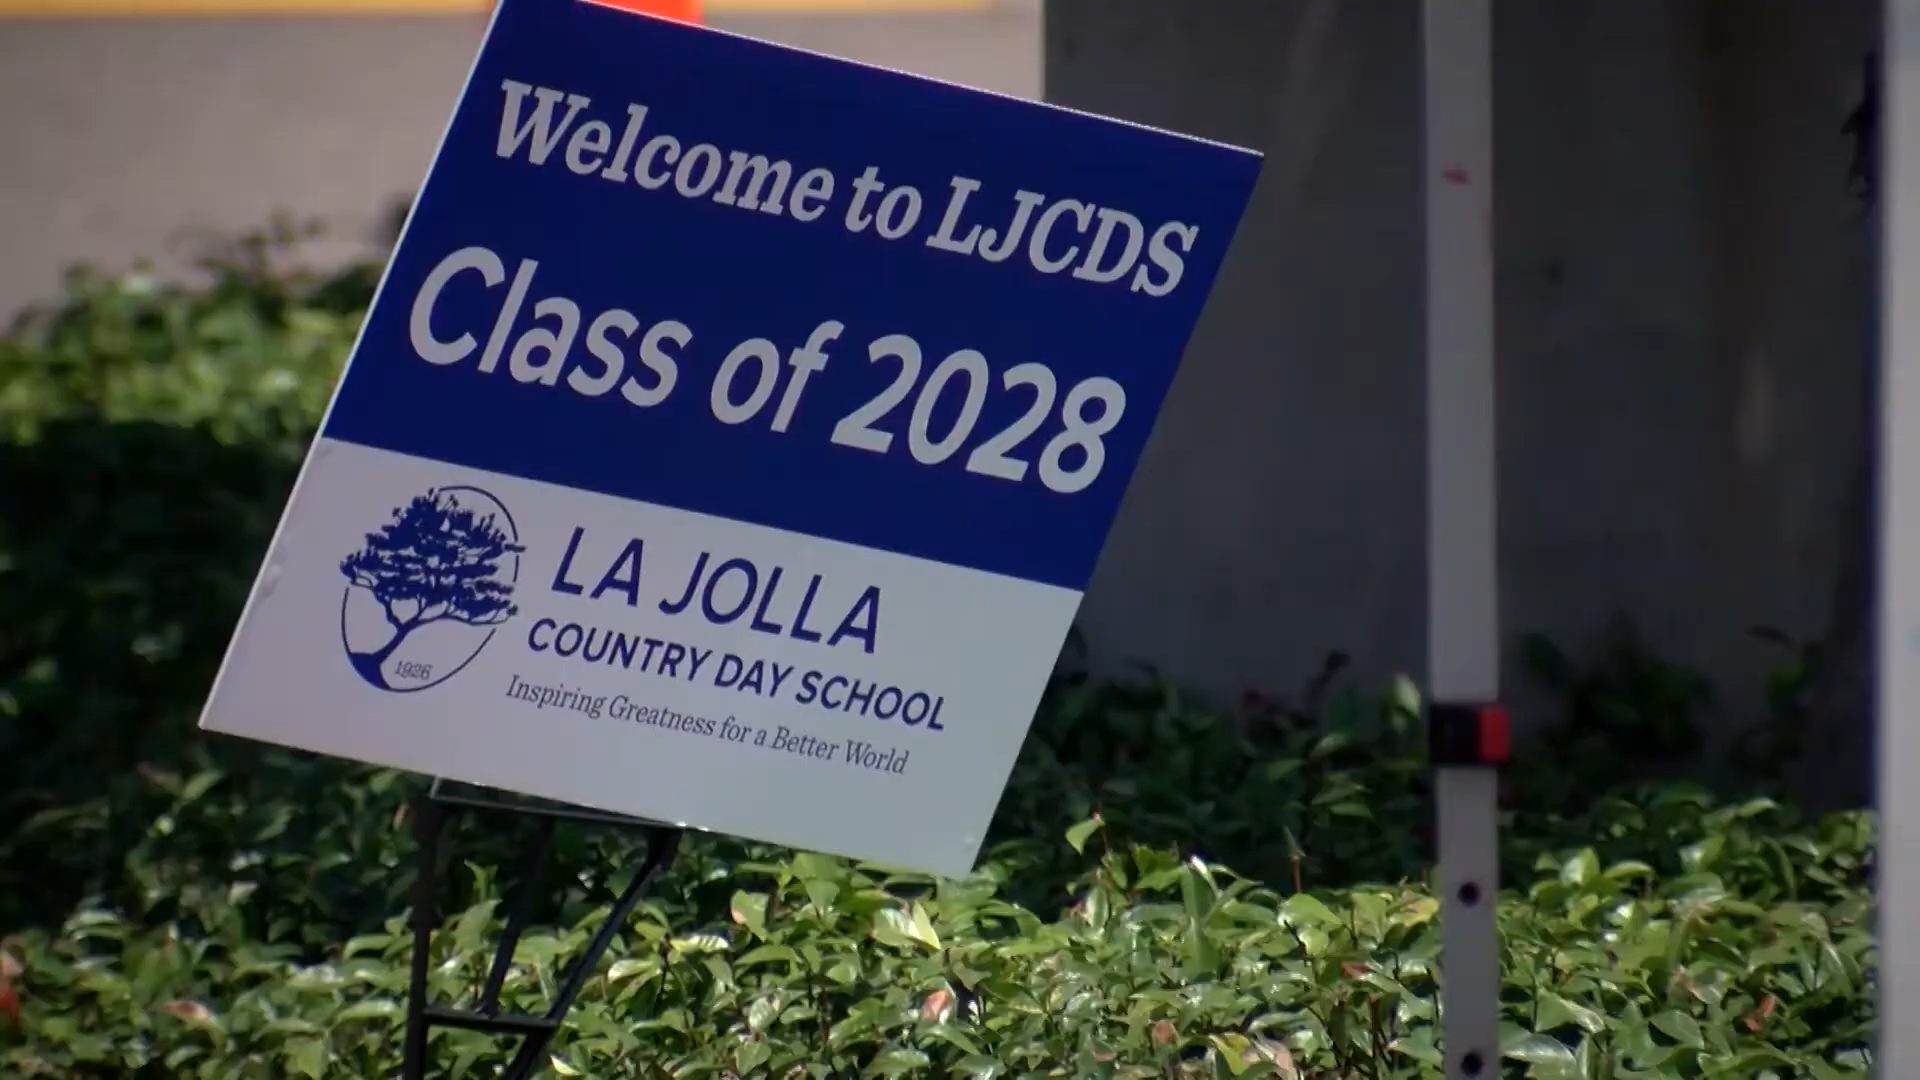 Welcome to LJCDS
Class of 2028
1926
LA JOLLA
COUNTRY DAY SCHOOL
Inspiring Greatness for a Better World